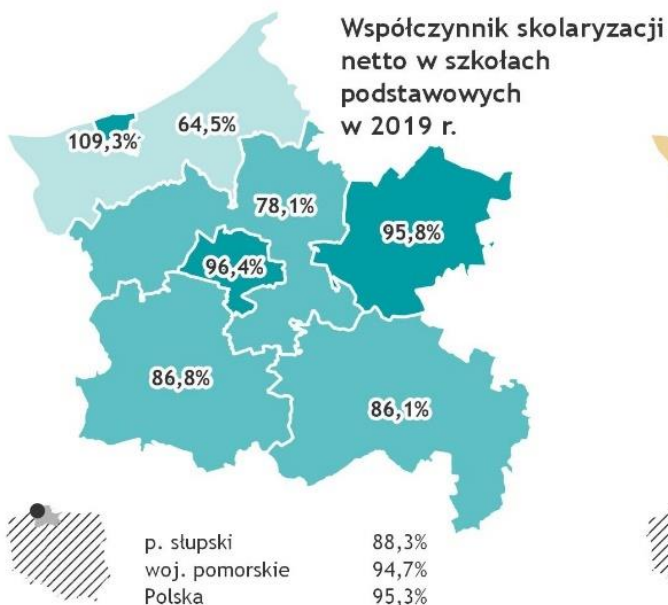 Współczynnik skolaryzacji
netto w szkołach
podstawowych
w 2019 r.
109,3%
64,5%
78,1%
95,8%
96,4%
86,8%
86,1%
p. słupski 88,3%
woj. pomorskie 94,7%
Polska 95,3%